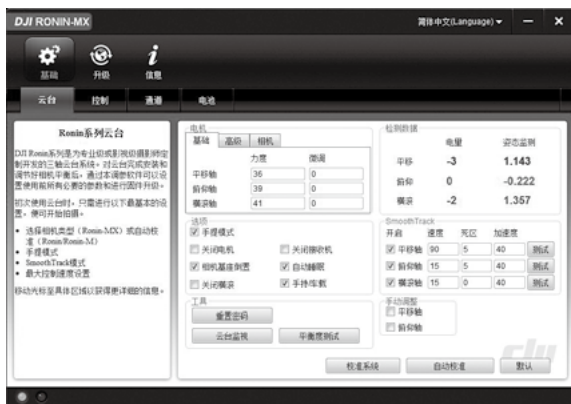 DJI RONIN-MX
简体中文(Language)
基础
升级
信息
云台
控制
通道
电池
Ronin系列云台
DJI Ronin系列是为专业级或影视级摄影师定
制开发的三轴云台系统。对云台完成安装和
调节好相机平衡后,通过本调参软件可以设
置使用前所有必要的参数和进行固件升级。
初次使用云台时,只需进行以下最基本的设
置,便可开始拍摄。
• 选择相机类型(Ronin-MX)或自动校
准(Ronin/Ronin-M)
• 手提模式
• SmoothTrack模式
• 最大控制速度设置
移动光标至具体区域以获得更详细的信息。
电机
基础 高级 相机
力度 微调
平移轴 36 0
俯仰轴 39 0
横滚轴 41 0
选项
手提模式
关闭电机 关闭接收机
相机基座倒置 自动睡眠
关闭横滚 手持/车载
工具
重置密码
云台监视 平衡度测试
检测数据
电量 姿态监测
平移 -3 1.143
俯仰 0 -0.222
横滚 -2 1.357
SmoothTrack
开启 速度 死区 加速度
平移轴 90 5 40 测试
俯仰轴 15 5 40 测试
横滚轴 15 0 40 测试
手动调整
平移轴
俯仰轴
校准系统 自动校准 默认
dji